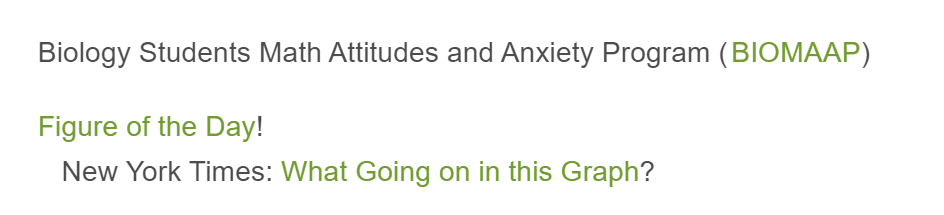 Biology Students Math Attitudes and Anxiety Program (BIOMAAP)
Figure of the Day!
New York Times: What Going on in this Graph?